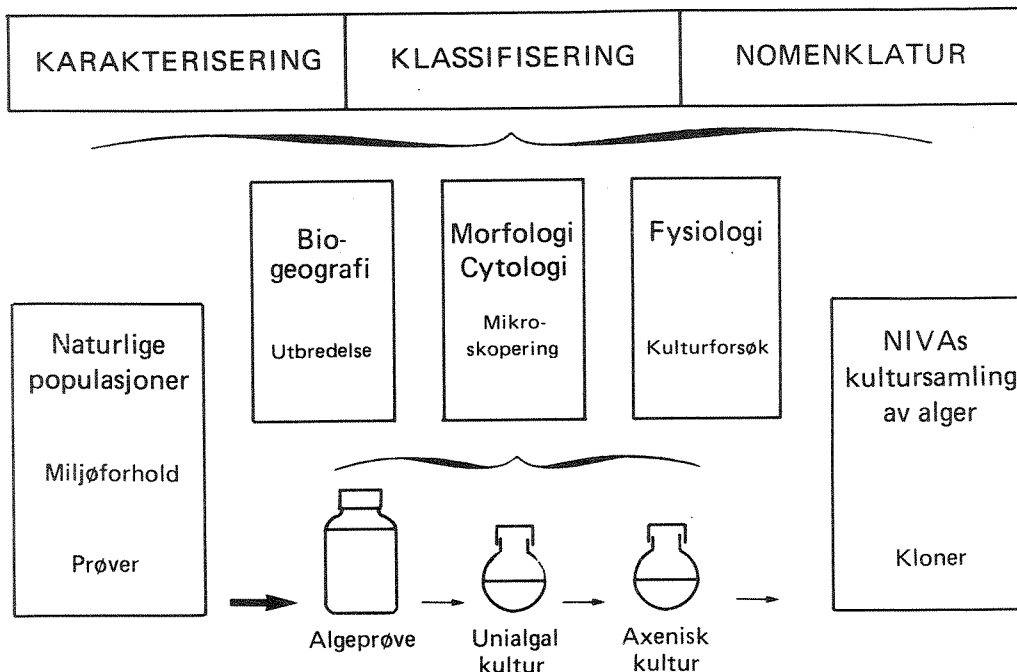 KARAKTERISERING
KLASSIFISERING
NOMENKLATUR
Bio-
geografi
Utbredelse
Morfologi
Cytologi
Mikro-
skopering
Fysiologi
Kulturforsøk
Naturlige
populasjoner
Miljøforhold
Prøver
NIVAs
kultursamling
av alger
Kloner
Algeprøve
Unialgal
kultur
Axenisk
kultur